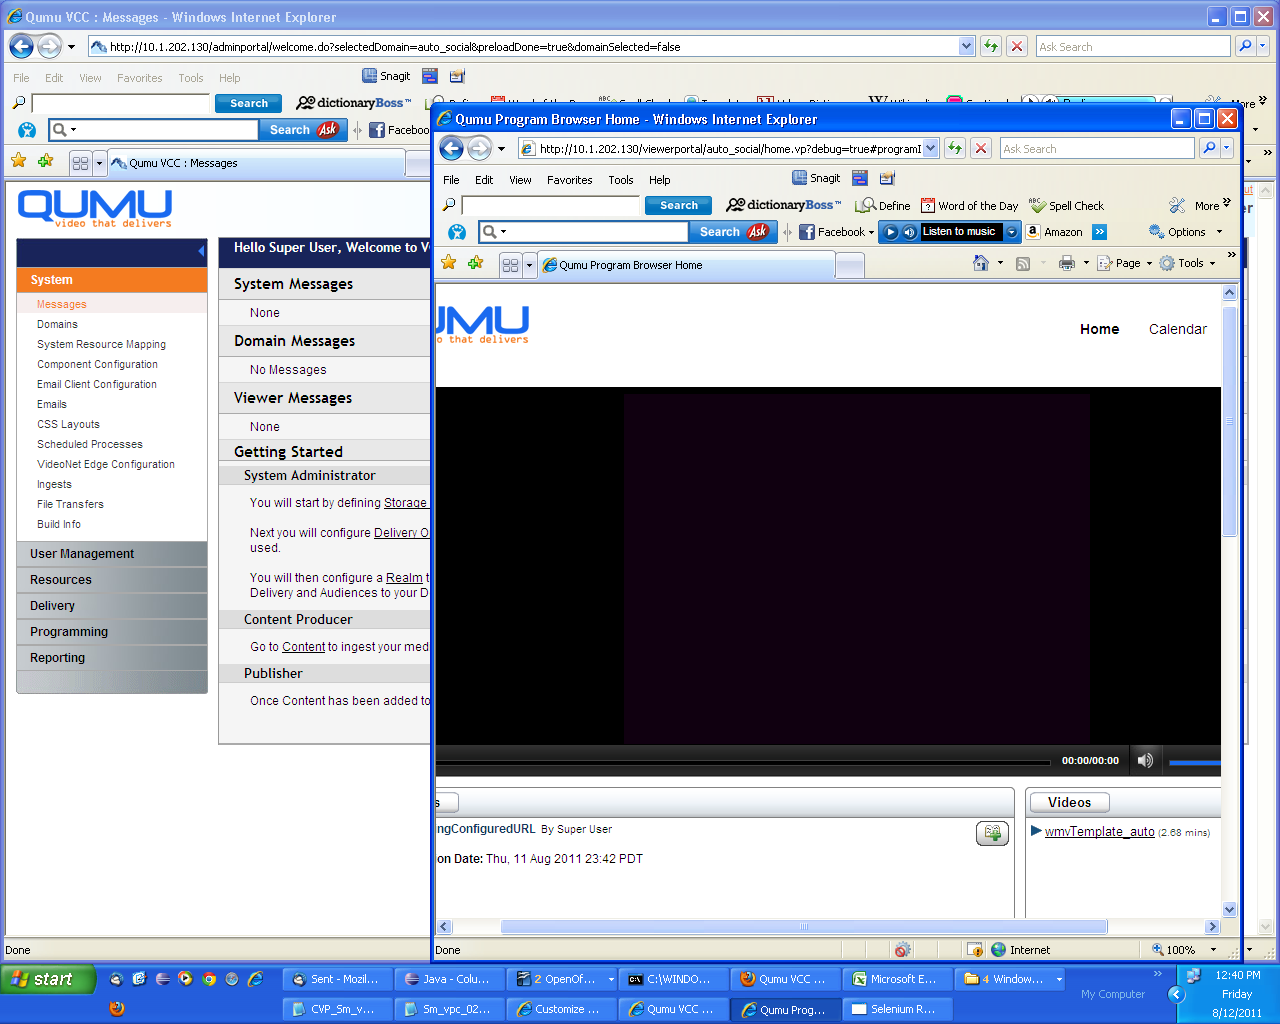 Qumu VCC : Messages - Windows Internet Explorer
http://10.1.202.130/adminportal/welcome.do?selectedDomain=auto_social&preloadDone=true&domainSelected=false
Ask Search
File Edit View Favorites Tools Help
Snagit
Search
dictionaryBoss™
More
Search Ask
Facebook
Qumu VCC : Messages
QUMU
video that delivers
System
Messages
Domains
System Resource Mapping
Component Configuration
Email Client Configuration
Emails
CSS Layouts
Scheduled Processes
VideoNet Edge Configuration
Ingests
File Transfers
Build Info
User Management
Resources
Delivery
Programming
Reporting
Hello Super User, Welcome to V
System Messages
None
Domain Messages
No Messages
Viewer Messages
None
Getting Started
System Administrator
You will start by defining Storage
Next you will configure Delivery O
used.
You will then configure a Realm t
Delivery and Audiences to your D
Content Producer
Go to Content to ingest your med
Publisher
Once Content has been added to
Done
Qumu Program Browser Home - Windows Internet Explorer
http://10.1.202.130/viewerportal/auto_social/home.vp?debug=true#programI
Ask Search
File Edit View Favorites Tools Help
Snagit
Search
dictionaryBoss™
Define
Word of the Day
Spell Check
More
Search Ask
Facebook
Listen to music
Amazon
Options
Qumu Program Browser Home
Page
Tools
UMU
o that delivers
Home
Calendar
00:00/00:00
s
Videos
ingConfiguredURL By Super User
wmvTemplate_auto (2.68 mins)
on Date: Thu, 11 Aug 2011 23:42 PDT
Done
Internet
100%
start
Sent - Mozil...
Java - Colu...
2 OpenOf...
C:\WINDO...
Qumu VCC ...
Microsoft E...
4 Window...
12:40 PM
My Computer
Friday
CVP_Sm_v...
Sm_vpc_02...
Customize ...
Qumu VCC ...
Qumu Prog...
Selenium R...
8/12/2011